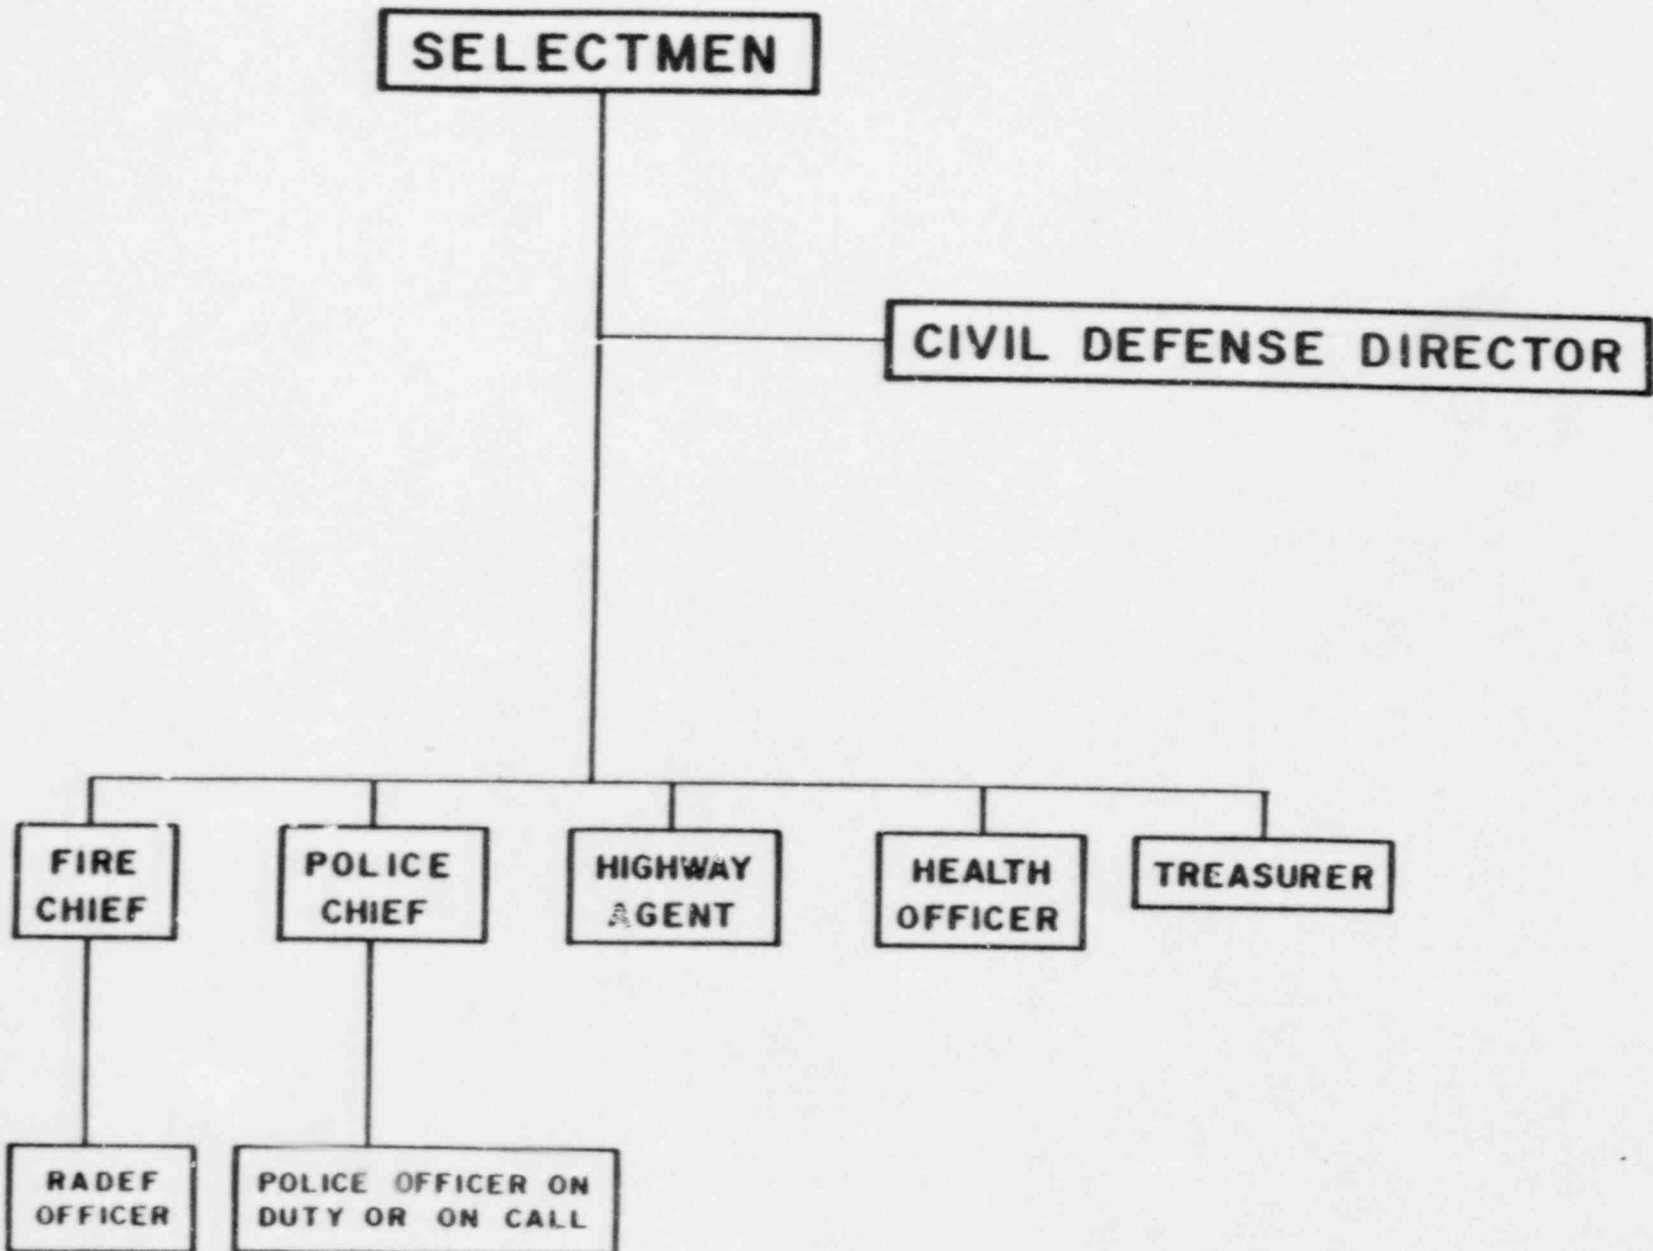 SELECTMEN
CIVIL DEFENSE DIRECTOR
FIRE
CHIEF
POLICE
CHIEF
HIGHWAY
AGENT
HEALTH
OFFICER
TREASURER
RADEF
OFFICER
POLICE OFFICER ON
DUTY OR ON CALL